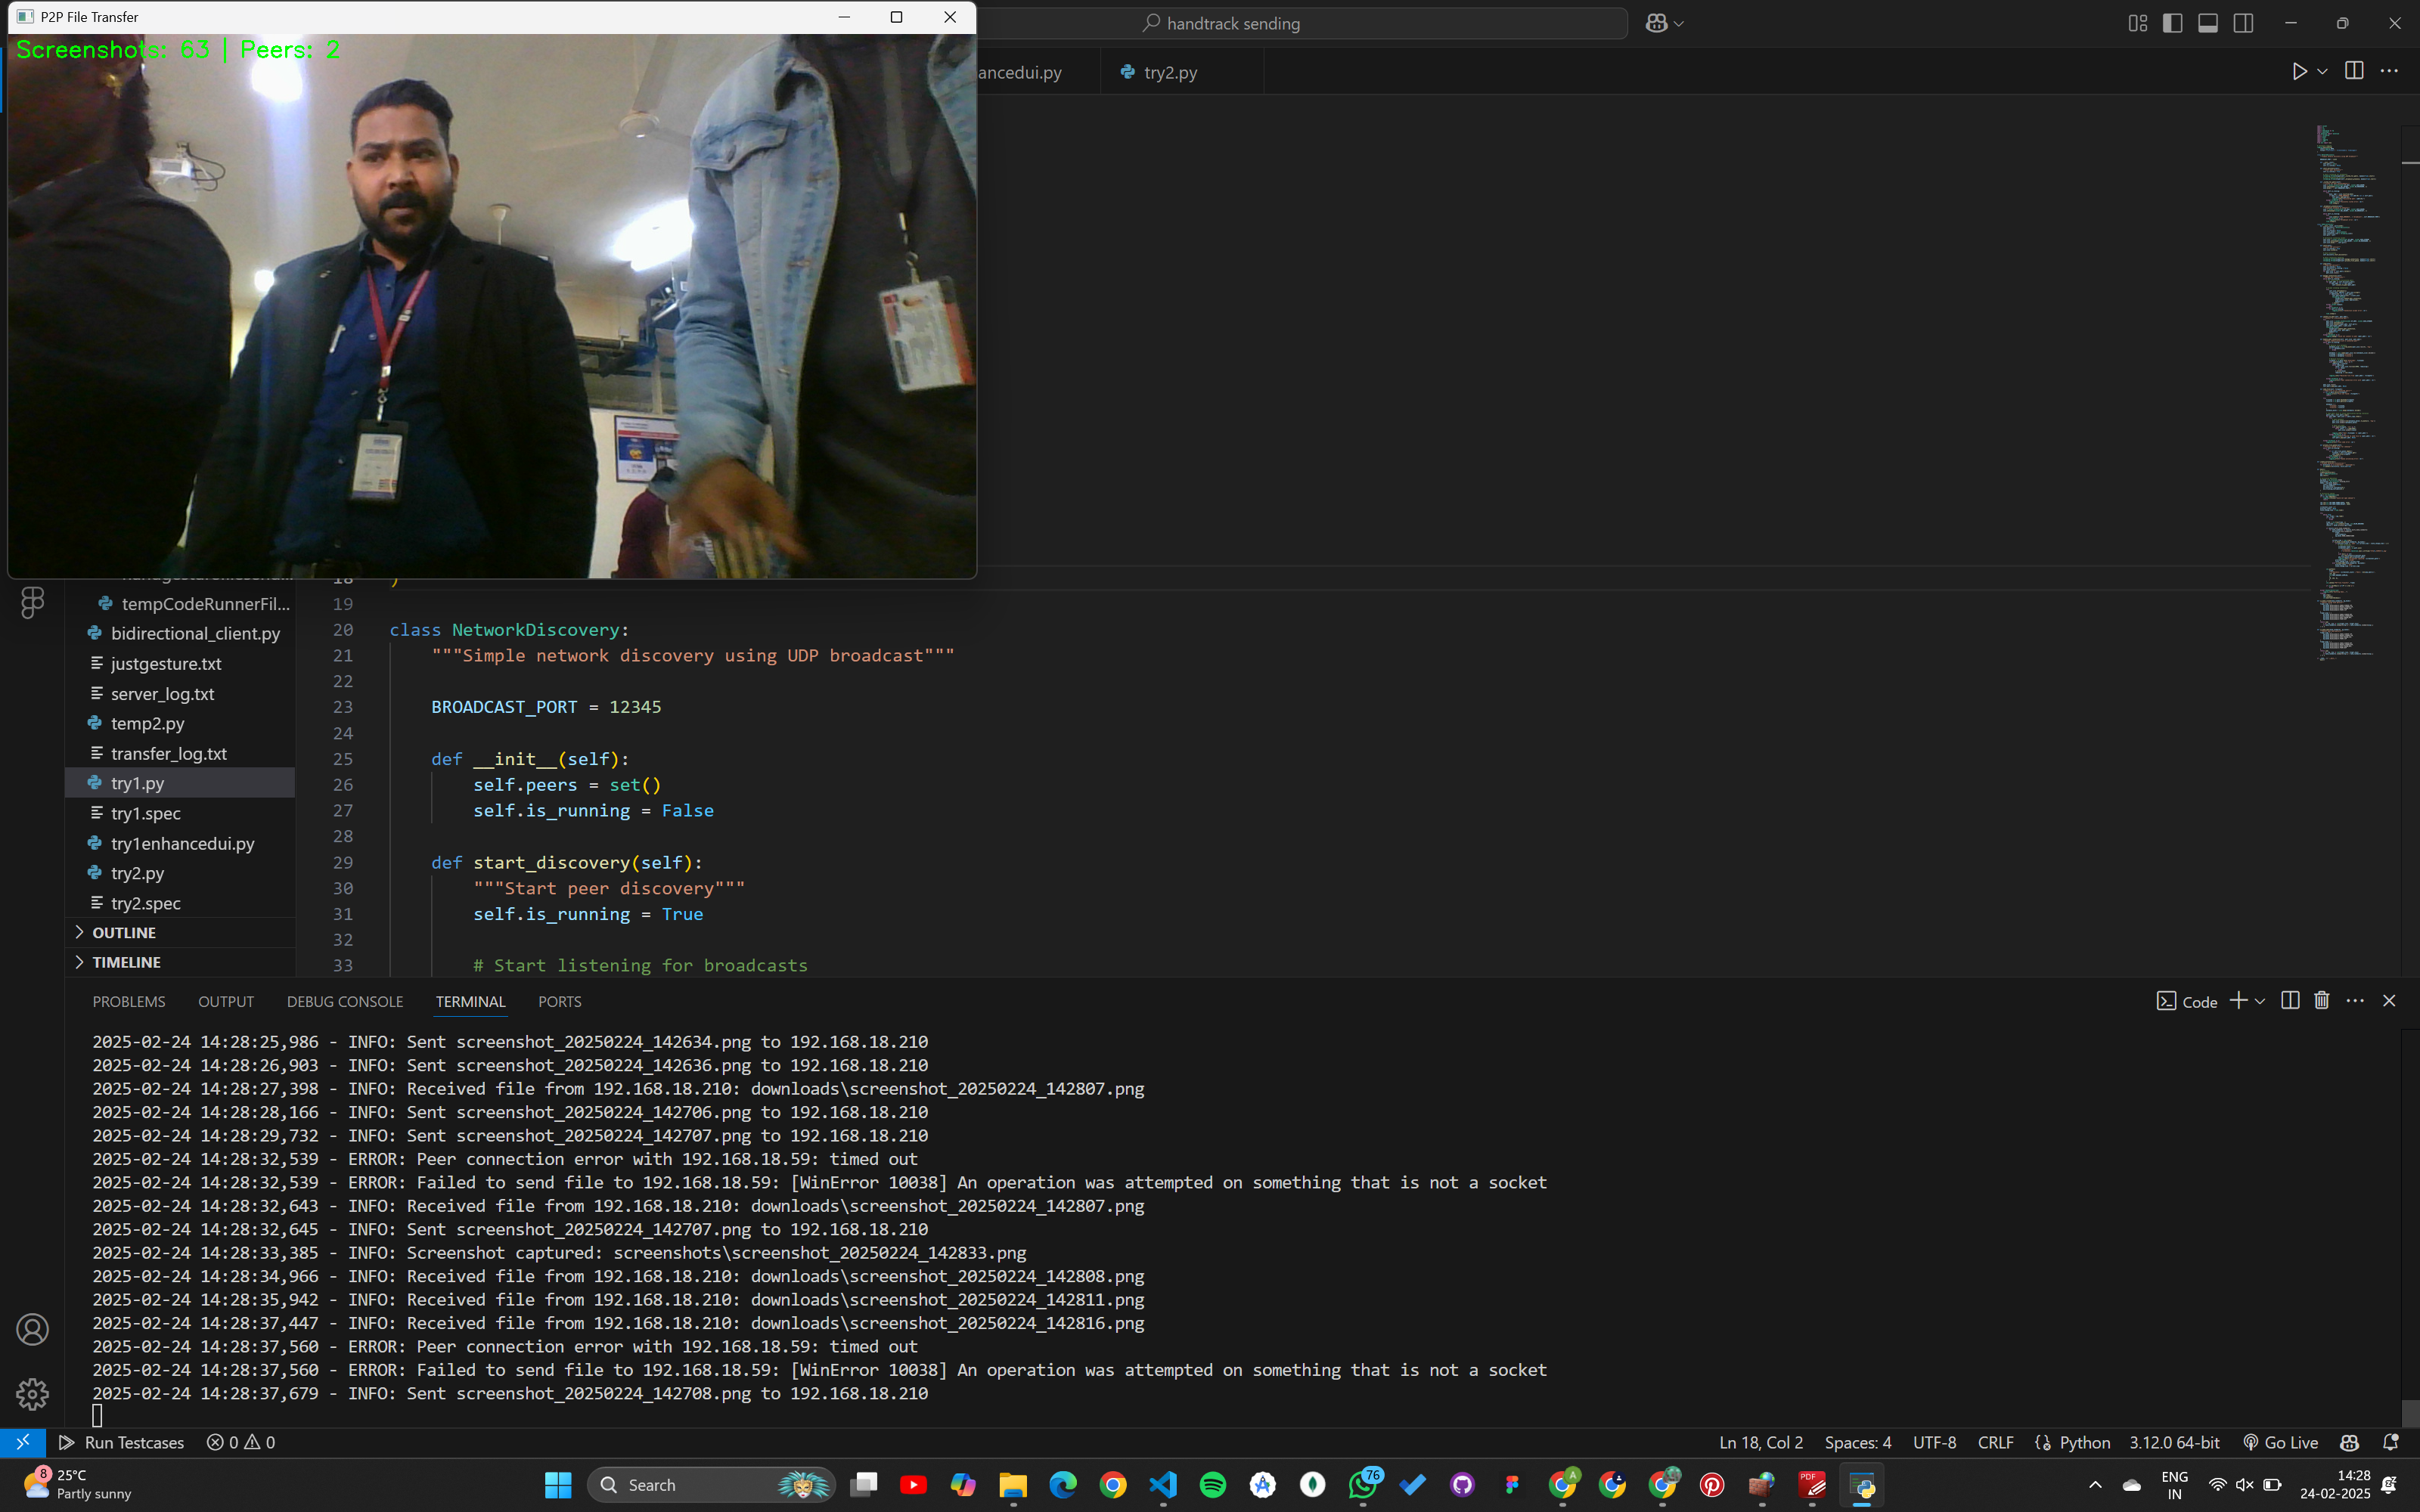 P2P File Transfer
handtrack sending
Screenshots: 63 | Peers: 2
ancedui.py
try2.py
18 )
tempCodeRunnerFil...
bidirectional_client.py
justgesture.txt
server_log.txt
temp2.py
transfer_log.txt
try1.py
try1.spec
try1enhancedui.py
try2.py
try2.spec
OUTLINE
TIMELINE
19
20 class NetworkDiscovery:
21 """Simple network discovery using UDP broadcast"""
22
23 BROADCAST_PORT = 12345
24
25 def __init__(self):
26 self.peers = set()
27 self.is_running = False
28
29 def start_discovery(self):
30 """Start peer discovery"""
31 self.is_running = True
32
33 # Start listening for broadcasts
PROBLEMS OUTPUT DEBUG CONSOLE TERMINAL PORTS
Code
2025-02-24 14:28:25,986 - INFO: Sent screenshot_20250224_142634.png to 192.168.18.210
2025-02-24 14:28:26,903 - INFO: Sent screenshot_20250224_142636.png to 192.168.18.210
2025-02-24 14:28:27,398 - INFO: Received file from 192.168.18.210: downloads\screenshot_20250224_142807.png
2025-02-24 14:28:28,166 - INFO: Sent screenshot_20250224_142706.png to 192.168.18.210
2025-02-24 14:28:29,732 - INFO: Sent screenshot_20250224_142707.png to 192.168.18.210
2025-02-24 14:28:32,539 - ERROR: Peer connection error with 192.168.18.59: timed out
2025-02-24 14:28:32,539 - ERROR: Failed to send file to 192.168.18.59: [WinError 10038] An operation was attempted on something that is not a socket
2025-02-24 14:28:32,643 - INFO: Received file from 192.168.18.210: downloads\screenshot_20250224_142807.png
2025-02-24 14:28:32,645 - INFO: Sent screenshot_20250224_142707.png to 192.168.18.210
2025-02-24 14:28:33,385 - INFO: Screenshot captured: screenshots\screenshot_20250224_142833.png
2025-02-24 14:28:34,966 - INFO: Received file from 192.168.18.210: downloads\screenshot_20250224_142808.png
2025-02-24 14:28:35,942 - INFO: Received file from 192.168.18.210: downloads\screenshot_20250224_142811.png
2025-02-24 14:28:37,447 - INFO: Received file from 192.168.18.210: downloads\screenshot_20250224_142816.png
2025-02-24 14:28:37,560 - ERROR: Peer connection error with 192.168.18.59: timed out
2025-02-24 14:28:37,560 - ERROR: Failed to send file to 192.168.18.59: [WinError 10038] An operation was attempted on something that is not a socket
2025-02-24 14:28:37,679 - INFO: Sent screenshot_20250224_142708.png to 192.168.18.210
Run Testcases 0 0
Ln 18, Col 2 Spaces: 4 UTF-8 CRLF Python 3.12.0 64-bit Go Live
8 25°C
Partly sunny
Search
76
A
PDF
ENG
IN
14:28
24-02-2025